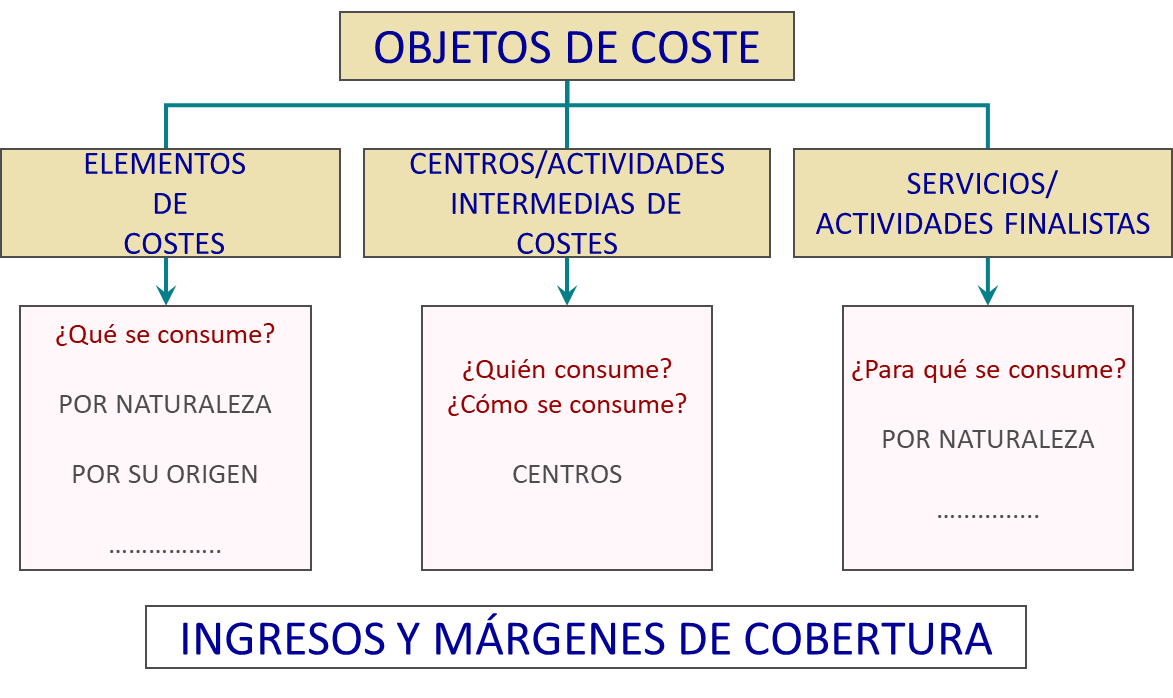 OBJETOS DE COSTE
ELEMENTOS
DE
COSTES
CENTROS/ACTIVIDADES
INTERMEDIAS DE
COSTES
SERVICIOS/
ACTIVIDADES FINALISTAS
¿Qué se consume?
POR NATURALEZA
POR SU ORIGEN
……………..
¿Quién consume?
¿Cómo se consume?
CENTROS
¿Para qué se consume?
POR NATURALEZA
…............
INGRESOS Y MÁRGENES DE COBERTURA